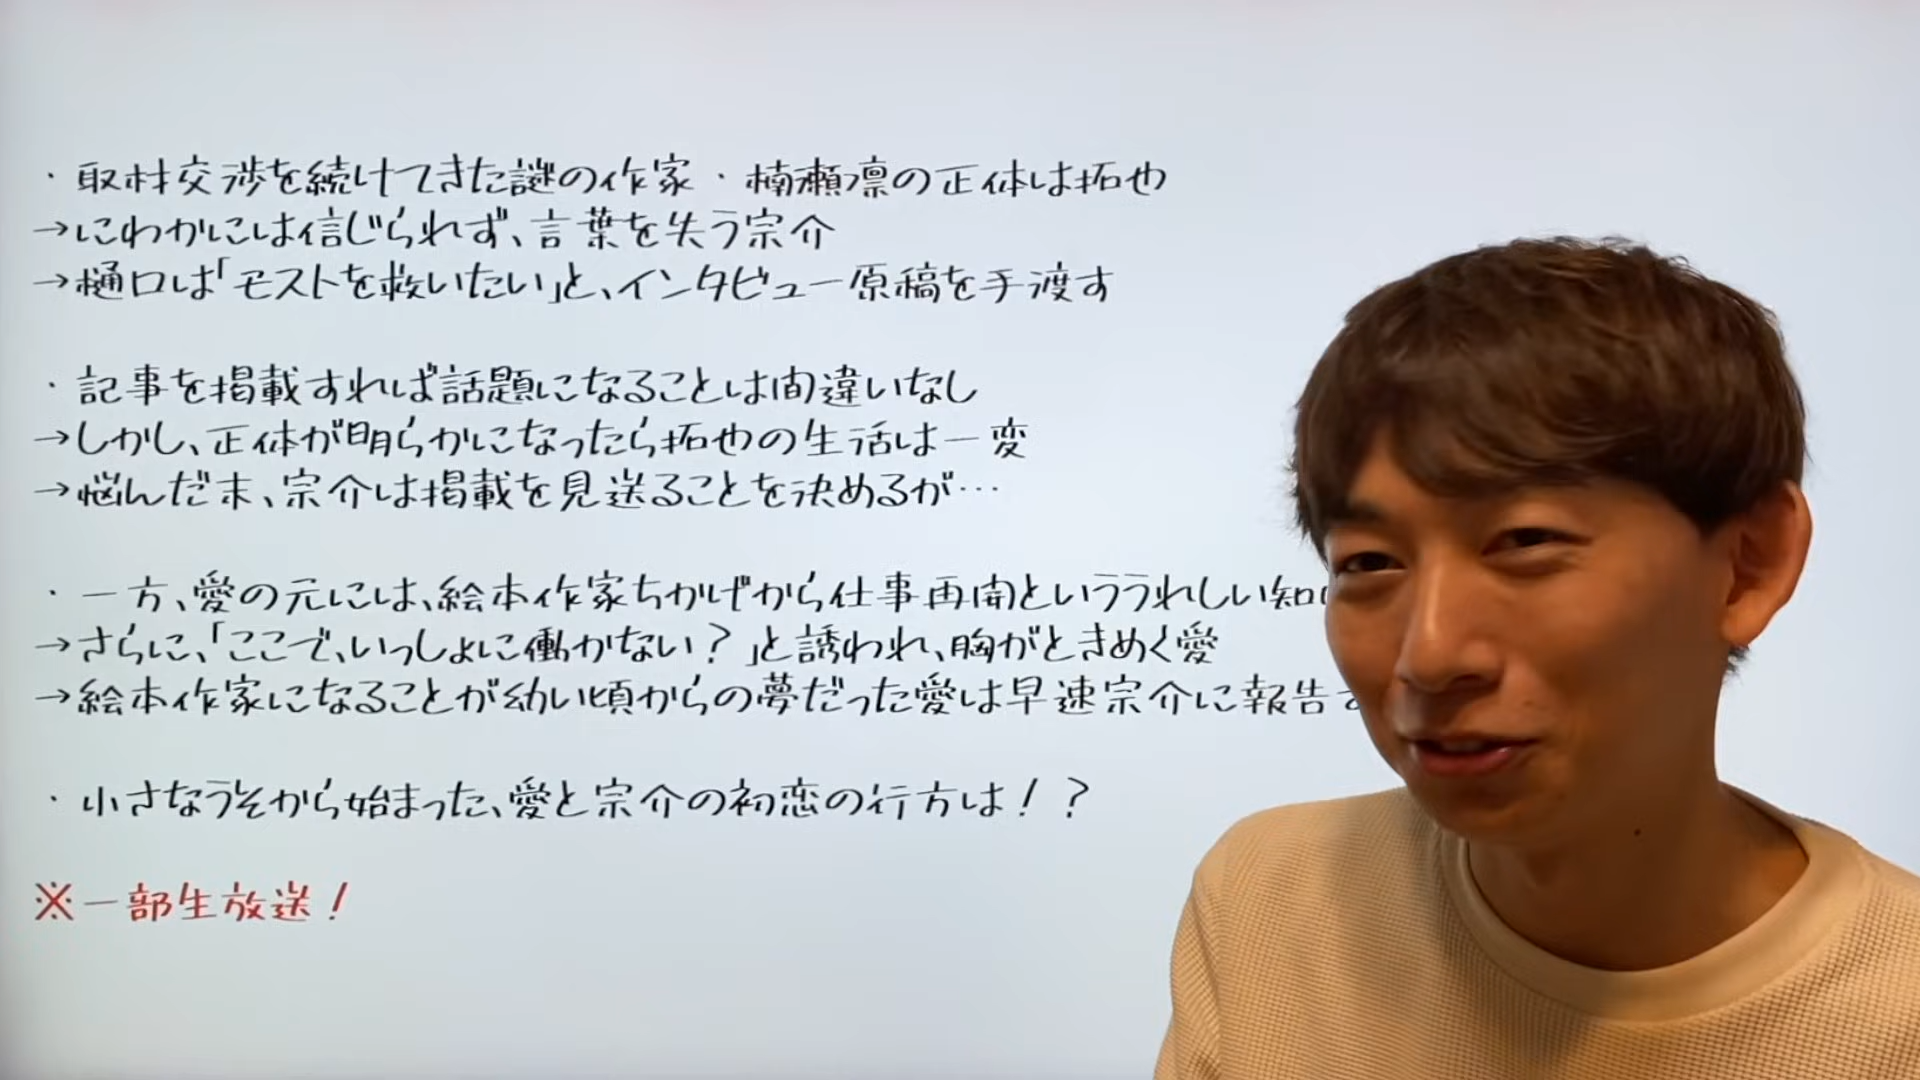 ・取材交渉を続けてきた謎の作家・楠瀬凛の正体は拓也
→にわかには信じられず、言葉を失う宗介
→樋口は「モストを救いたい」と、インタビュー原稿を手渡す
・記事を掲載すれば話題になることは間違いなし
→しかし、正体が明らかになったら拓也の生活は一変
→悩んだ末、宗介は掲載を見送ることを決めるが…
・一方、愛の元には、絵本作家ちかげから仕事再開といううれしい知
→さらに、「ここで、いっしょに働かない？」と誘われ、胸がときめく愛
→絵本作家になることが幼い頃からの夢だった愛は早速宗介に報告
・小さなうそから始まった、愛と宗介の初恋の行方は！？
※一部生放送！